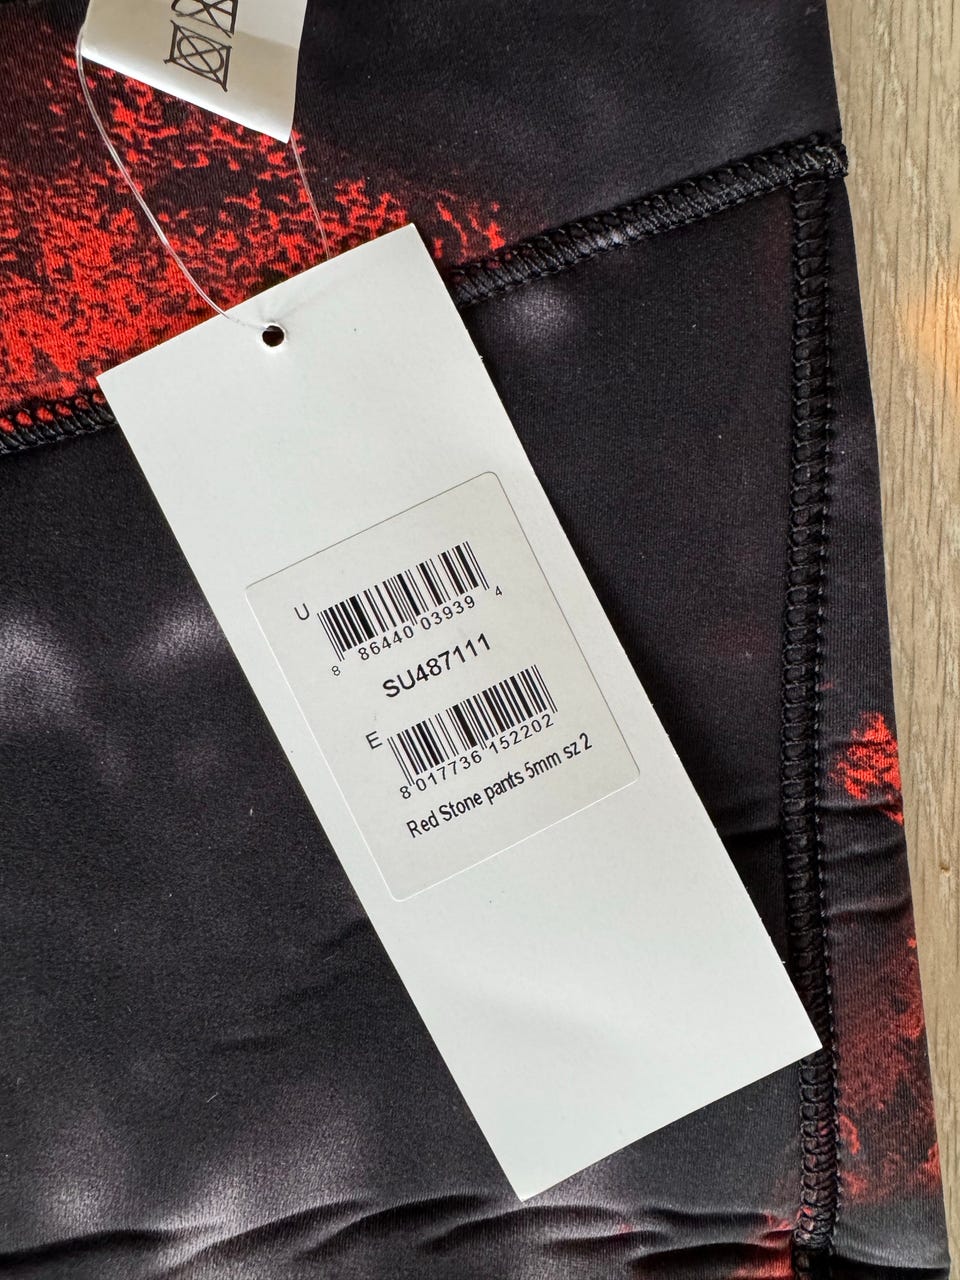 U
8 86440 03939 4
SU487111
E
8 017736 152202
Red Stone pants 5mm sz 2